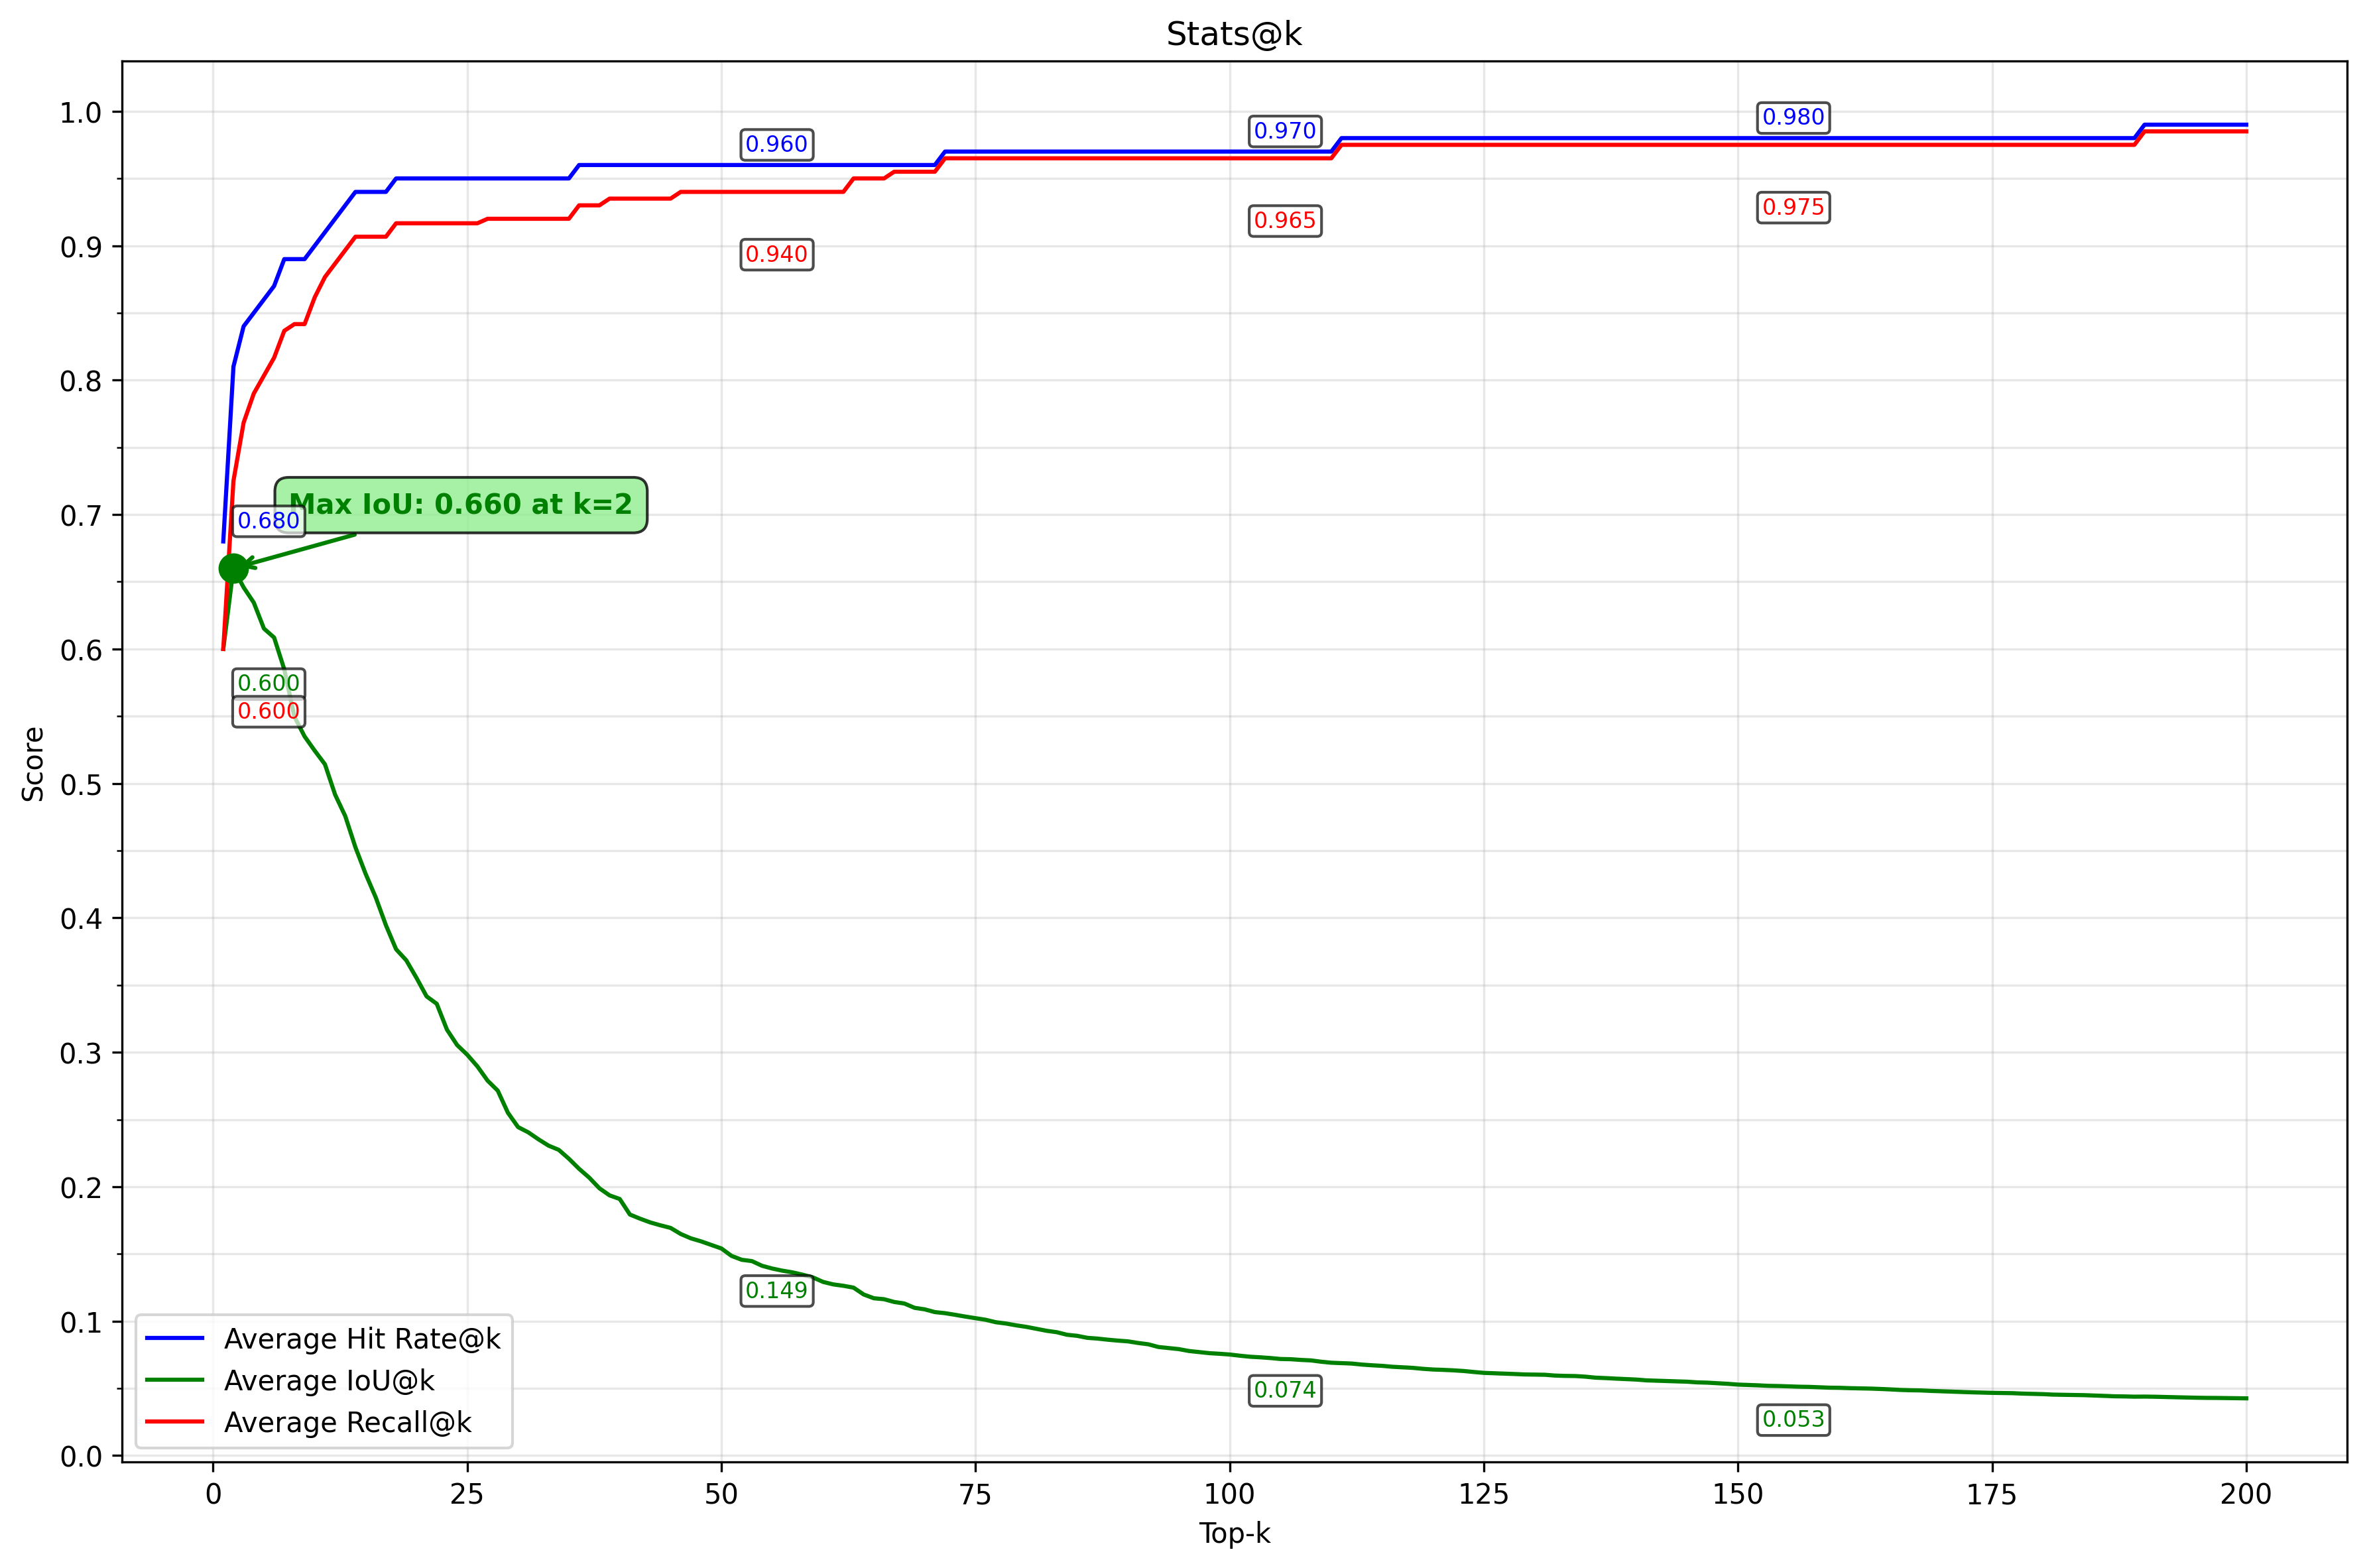 Stats@k
1.0
0.9
0.8
0.7
0.6
0.5
0.4
0.3
0.2
0.1
0.0
Score
0.960
0.970
0.980
0.940
0.965
0.975
Max IoU: 0.660 at k=2
0.680
0.600
0.600
0.149
0.074
0.053
Average Hit Rate@k
Average IoU@k
Average Recall@k
0 25 50 75 100 125 150 175 200
Top-k